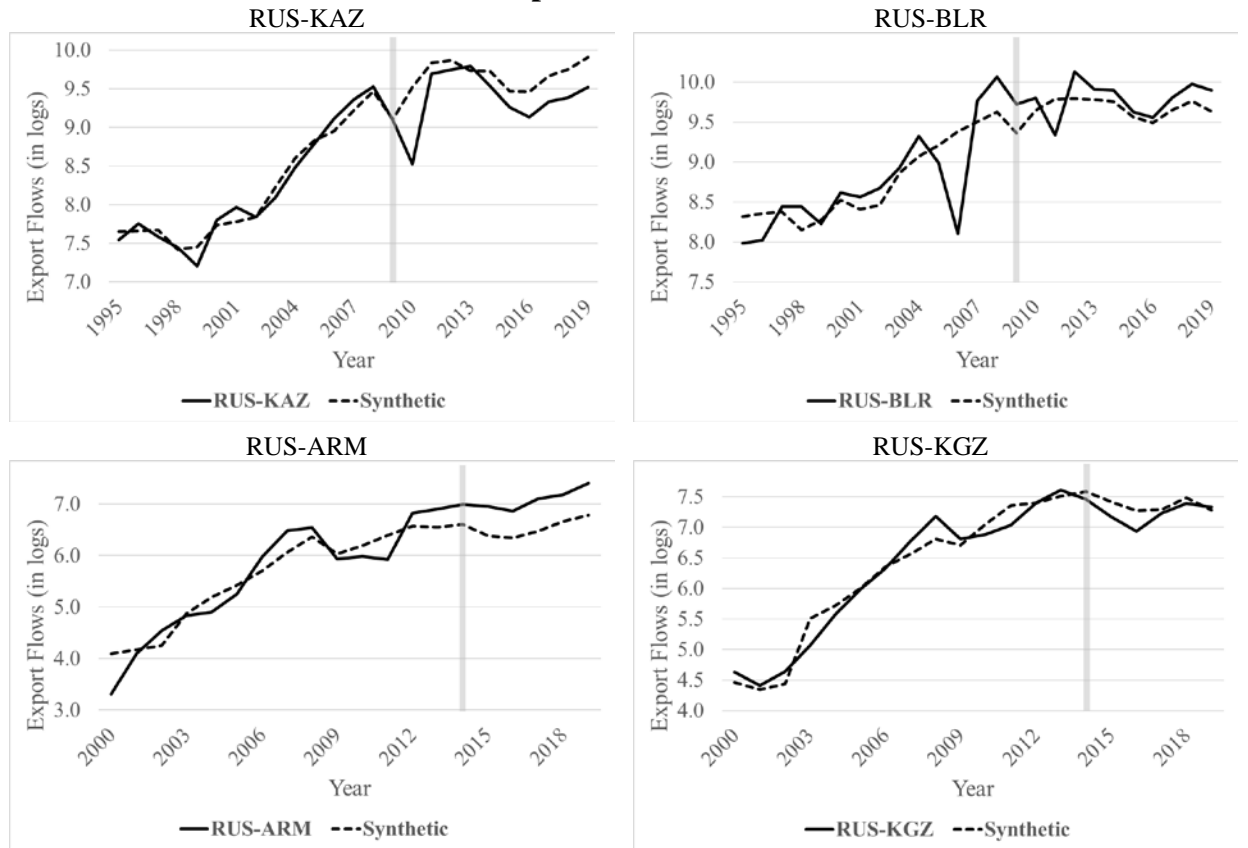 RUS-KAZ
Export Flows (in logs)
10.0
9.5
9.0
8.5
8.0
7.5
7.0
1995
1998
2001
2004
2007
2010
2013
2016
2019
Year
RUS-KAZ
Synthetic
RUS-BLR
Export Flows (in logs)
10.0
9.5
9.0
8.5
8.0
7.5
1995
1998
2001
2004
2007
2010
2013
2016
2019
Year
RUS-BLR
Synthetic
RUS-ARM
Export Flows (in logs)
7.0
6.0
5.0
4.0
3.0
2000
2003
2006
2009
2012
2015
2018
Year
RUS-ARM
Synthetic
RUS-KGZ
Export Flows (in logs)
7.5
7.0
6.5
6.0
5.5
5.0
4.5
4.0
2000
2003
2006
2009
2012
2015
2018
Year
RUS-KGZ
Synthetic